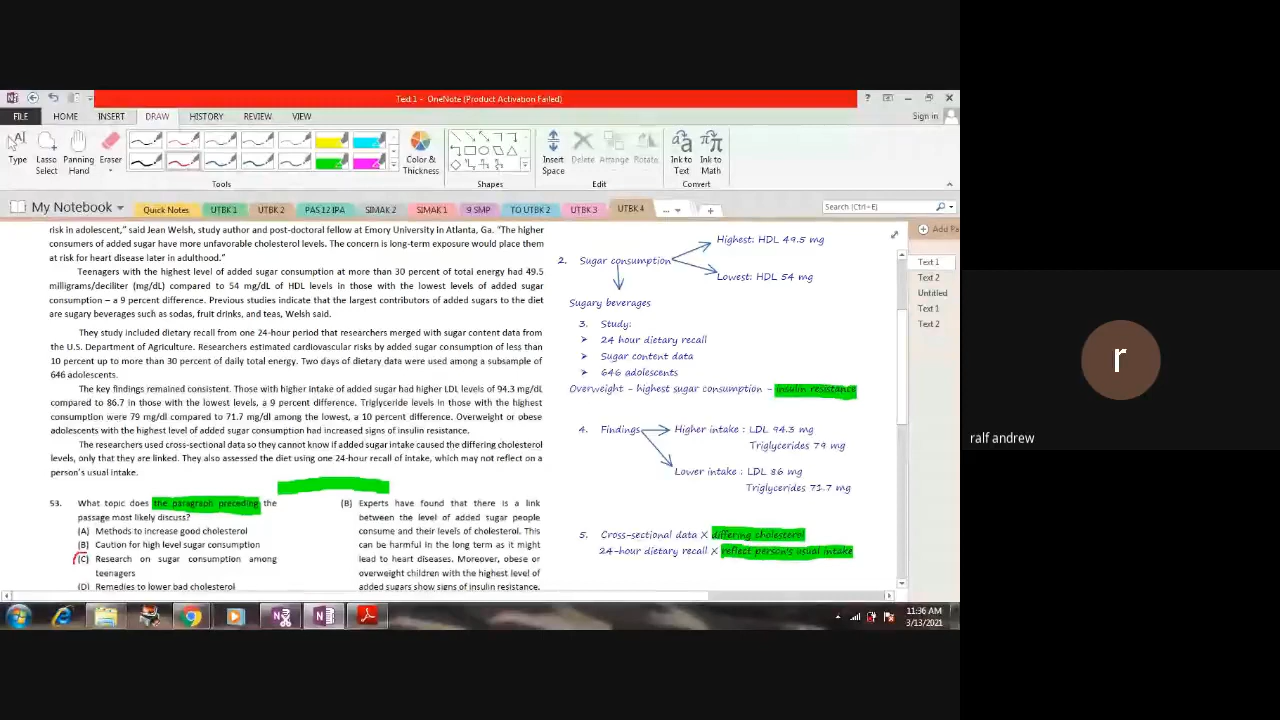 Text 1 - OneNote (Product Activation Failed)
FILE HOME INSERT DRAW HISTORY REVIEW VIEW
Sign in
Type
Lasso Select
Panning Hand
Eraser
Color & Thickness
Insert Space
Delete
Arrange
Rotate
Ink to Text
Ink to Math
Tools
Shapes
Edit
Convert
My Notebook
Quick Notes
UTBK 1
UTBK 2
PAS 12 IPA
SIMAK 2
SIMAK 1
9 SMP
TO UTBK 2
UTBK 3
UTBK 4
...
Search (Ctrl+E)
risk in adolescent," said Jean Welsh, study author and post-doctoral fellow at Emory University in Atlanta, Ga. "The higher
consumers of added sugar have more unfavorable cholesterol levels. The concern is long-term exposure would place them
at risk for heart disease later in adulthood."
Teenagers with the highest level of added sugar consumption at more than 30 percent of total energy had 49.5
milligrams/deciliter (mg/dL) compared to 54 mg/dL of HDL levels in those with the lowest levels of added sugar
consumption – a 9 percent difference. Previous studies indicate that the largest contributors of added sugars to the diet
are sugary beverages such as sodas, fruit drinks, and teas, Welsh said.
They study included dietary recall from one 24-hour period that researchers merged with sugar content data from
the U.S. Department of Agriculture. Researchers estimated cardiovascular risks by added sugar consumption of less than
10 percent up to more than 30 percent of daily total energy. Two days of dietary data were used among a subsample of
646 adolescents.
The key findings remained consistent. Those with higher intake of added sugar had higher LDL levels of 94.3 mg/dL
compared to 86.7 in those with the lowest levels, a 9 percent difference. Triglyceride levels in those with the highest
consumption were 79 mg/dl compared to 71.7 mg/dl among the lowest, a 10 percent difference. Overweight or obese
adolescents with the highest level of added sugar consumption had increased signs of insulin resistance.
The researchers used cross-sectional data so they cannot know if added sugar intake caused the differing cholesterol
levels, only that they are linked. They also assessed the diet using one 24-hour recall of intake, which may not reflect on a
person's usual intake.
53. What topic does the paragraph preceding the
passage most likely discuss?
(A) Methods to increase good cholesterol
(B) Caution for high level sugar consumption
(C) Research on sugar consumption among
teenagers
(D) Remedies to lower bad cholesterol
(B) Experts have found that there is a link
between the level of added sugar people
consume and their levels of cholesterol. This
can be harmful in the long term as it might
lead to heart diseases. Moreover, obese or
overweight children with the highest level of
added sugars show signs of insulin resistance.
Highest: HDL 49.5 mg
2. Sugar consumption
Lowest: HDL 54 mg
Sugary beverages
3. Study:
➢ 24 hour dietary recall
➢ Sugar content data
➢ 646 adolescents
Overweight – highest sugar consumption – insulin resistance
4. Findings
Higher intake : LDL 94.3 mg
Triglycerides 79 mg
Lower intake : LDL 86 mg
Triglycerides 71.7 mg
5. Cross-sectional data X differing cholesterol
24-hour dietary recall X reflect person's usual intake
Add Pa
Text 1
Text 2
Untitled
Text 1
Text 2
11:36 AM
3/13/2021
r
ralf andrew